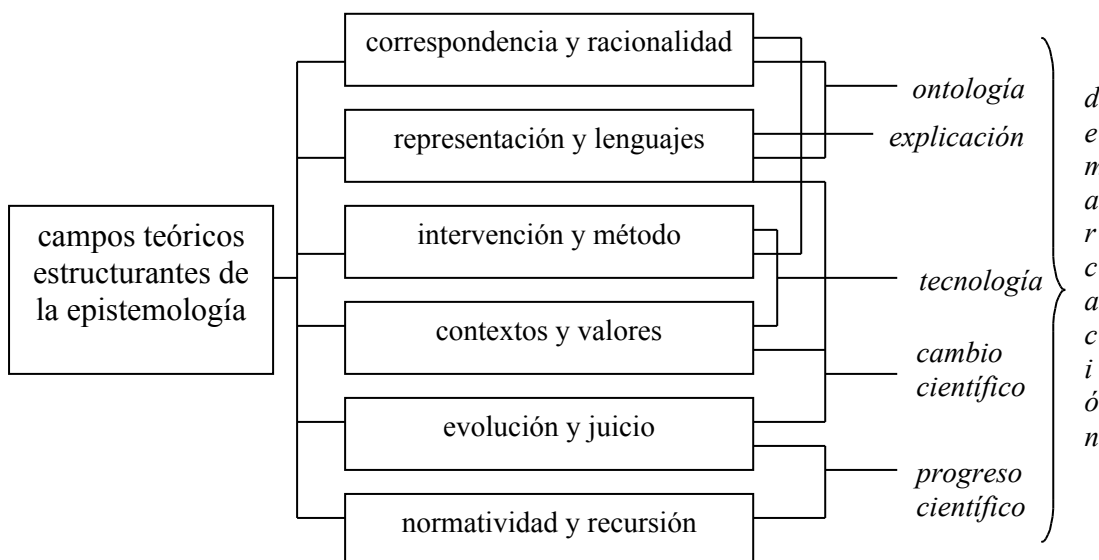 campos teóricos
estructurantes de
la epistemología
correspondencia y racionalidad
representación y lenguajes
intervención y método
contextos y valores
evolución y juicio
normatividad y recursión
ontología
explicación
tecnología
cambio
científico
progreso
científico
d
e
m
a
r
c
a
c
i
ó
n